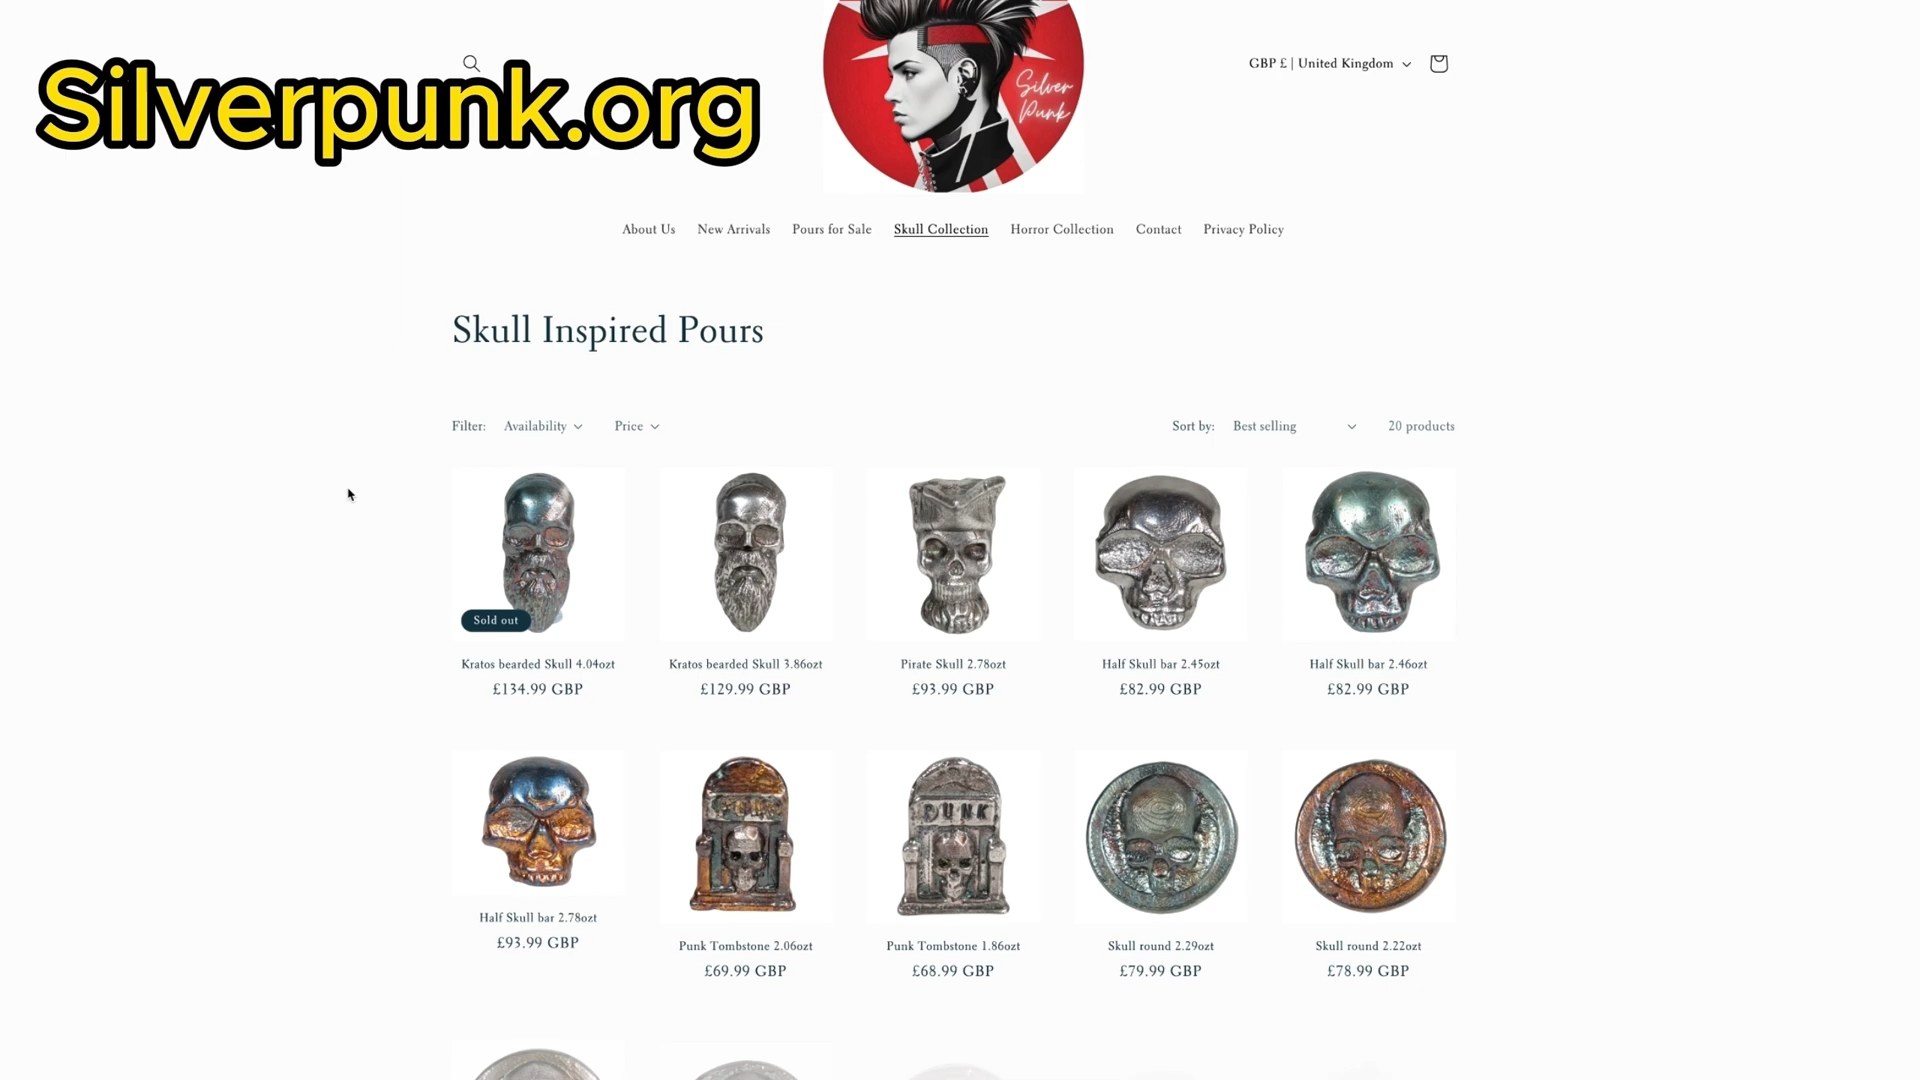 Silverpunk.org
Silver
Punk
GBP £ | United Kingdom
About Us New Arrivals Pours for Sale Skull Collection Horror Collection Contact Privacy Policy
Skull Inspired Pours
Filter: Availability Price Sort by: Best selling 20 products
Sold out
Kratos bearded Skull 4.04ozt Kratos bearded Skull 3.86ozt Pirate Skull 2.78ozt Half Skull bar 2.45ozt Half Skull bar 2.46ozt
£134.99 GBP £129.99 GBP £93.99 GBP £82.99 GBP £82.99 GBP
PUNK PUNK
Half Skull bar 2.78ozt
£93.99 GBP
Punk Tombstone 2.06ozt Punk Tombstone 1.86ozt Skull round 2.29ozt Skull round 2.22ozt
£69.99 GBP £68.99 GBP £79.99 GBP £78.99 GBP